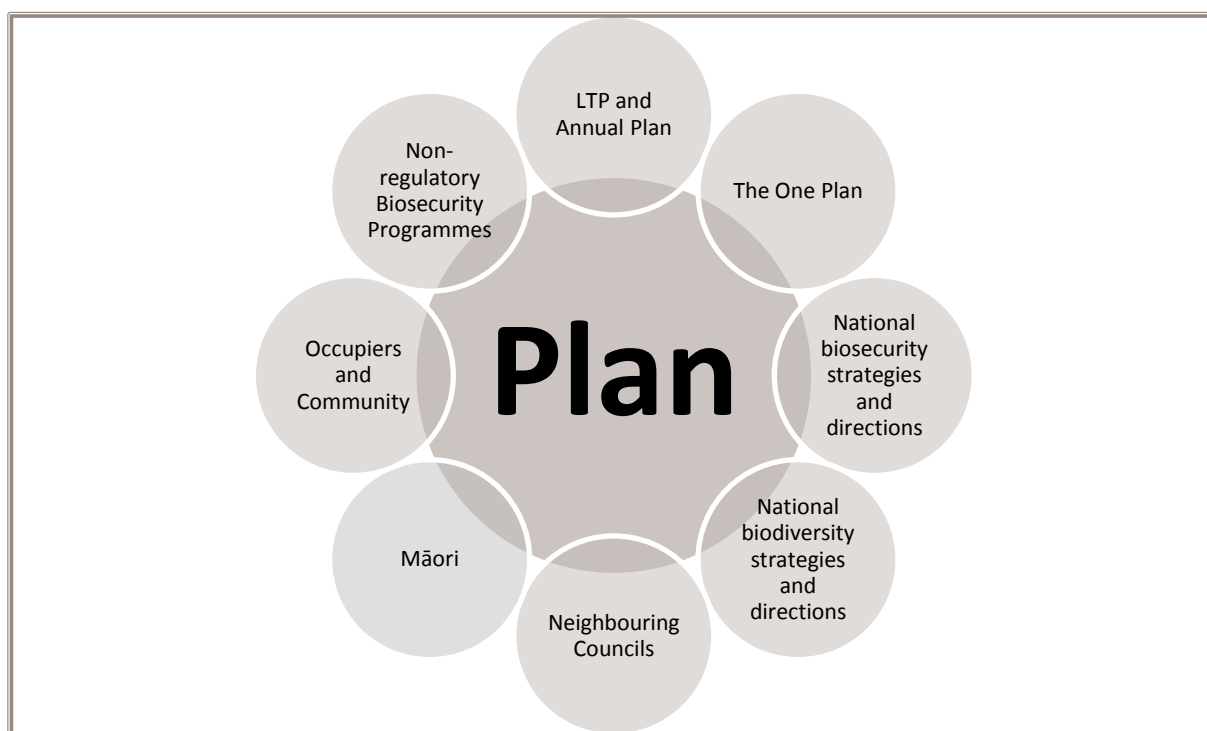 LTP and
Annual Plan
The One Plan
National
biosecurity
strategies
and
directions
National
biodiversity
strategies
and
directions
Neighbouring
Councils
Māori
Occupiers
and
Community
Non-
regulatory
Biosecurity
Programmes
Plan